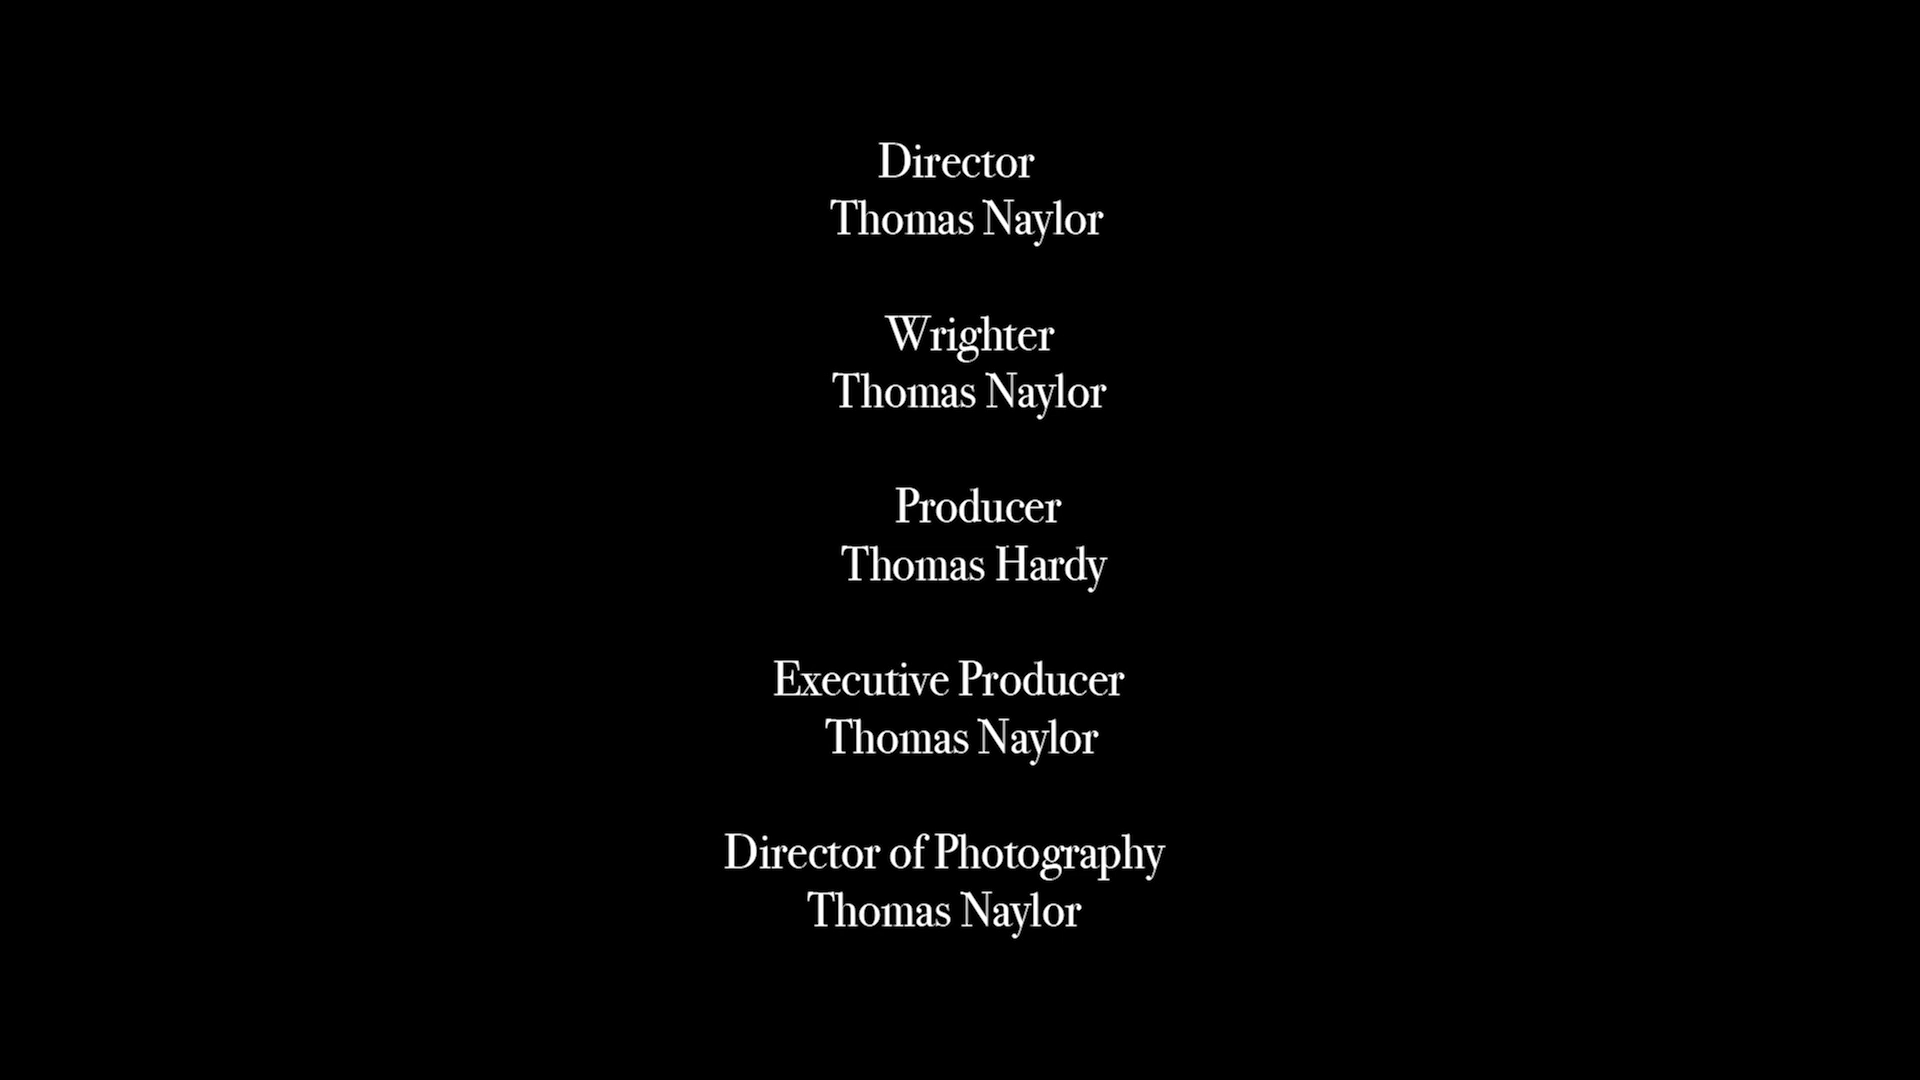 Director
Thomas Naylor
Wrighter
Thomas Naylor
Producer
Thomas Hardy
Executive Producer
Thomas Naylor
Director of Photography
Thomas Naylor